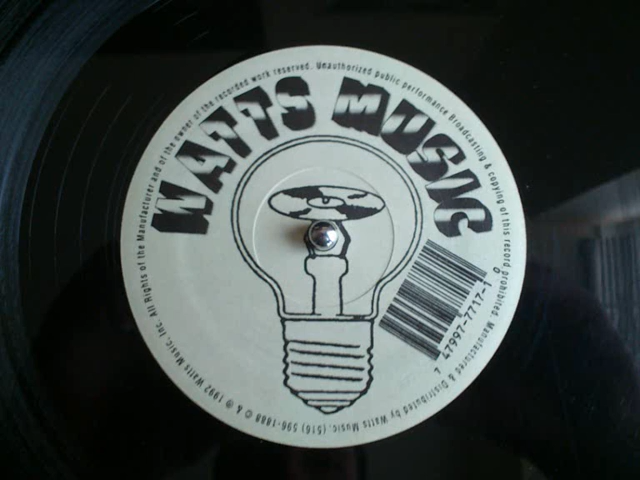 WATTS MUSIC
All Rights of the Manufacturer and of the owner of the recorded work reserved. Unauthorized public performance Broadcasting & copying of this record prohibited. Manufactured & Distributed by Watts Music. (516) 596-1888 © & ℗ 1992 Watts Music, Inc.
7 47997-7717-1 0